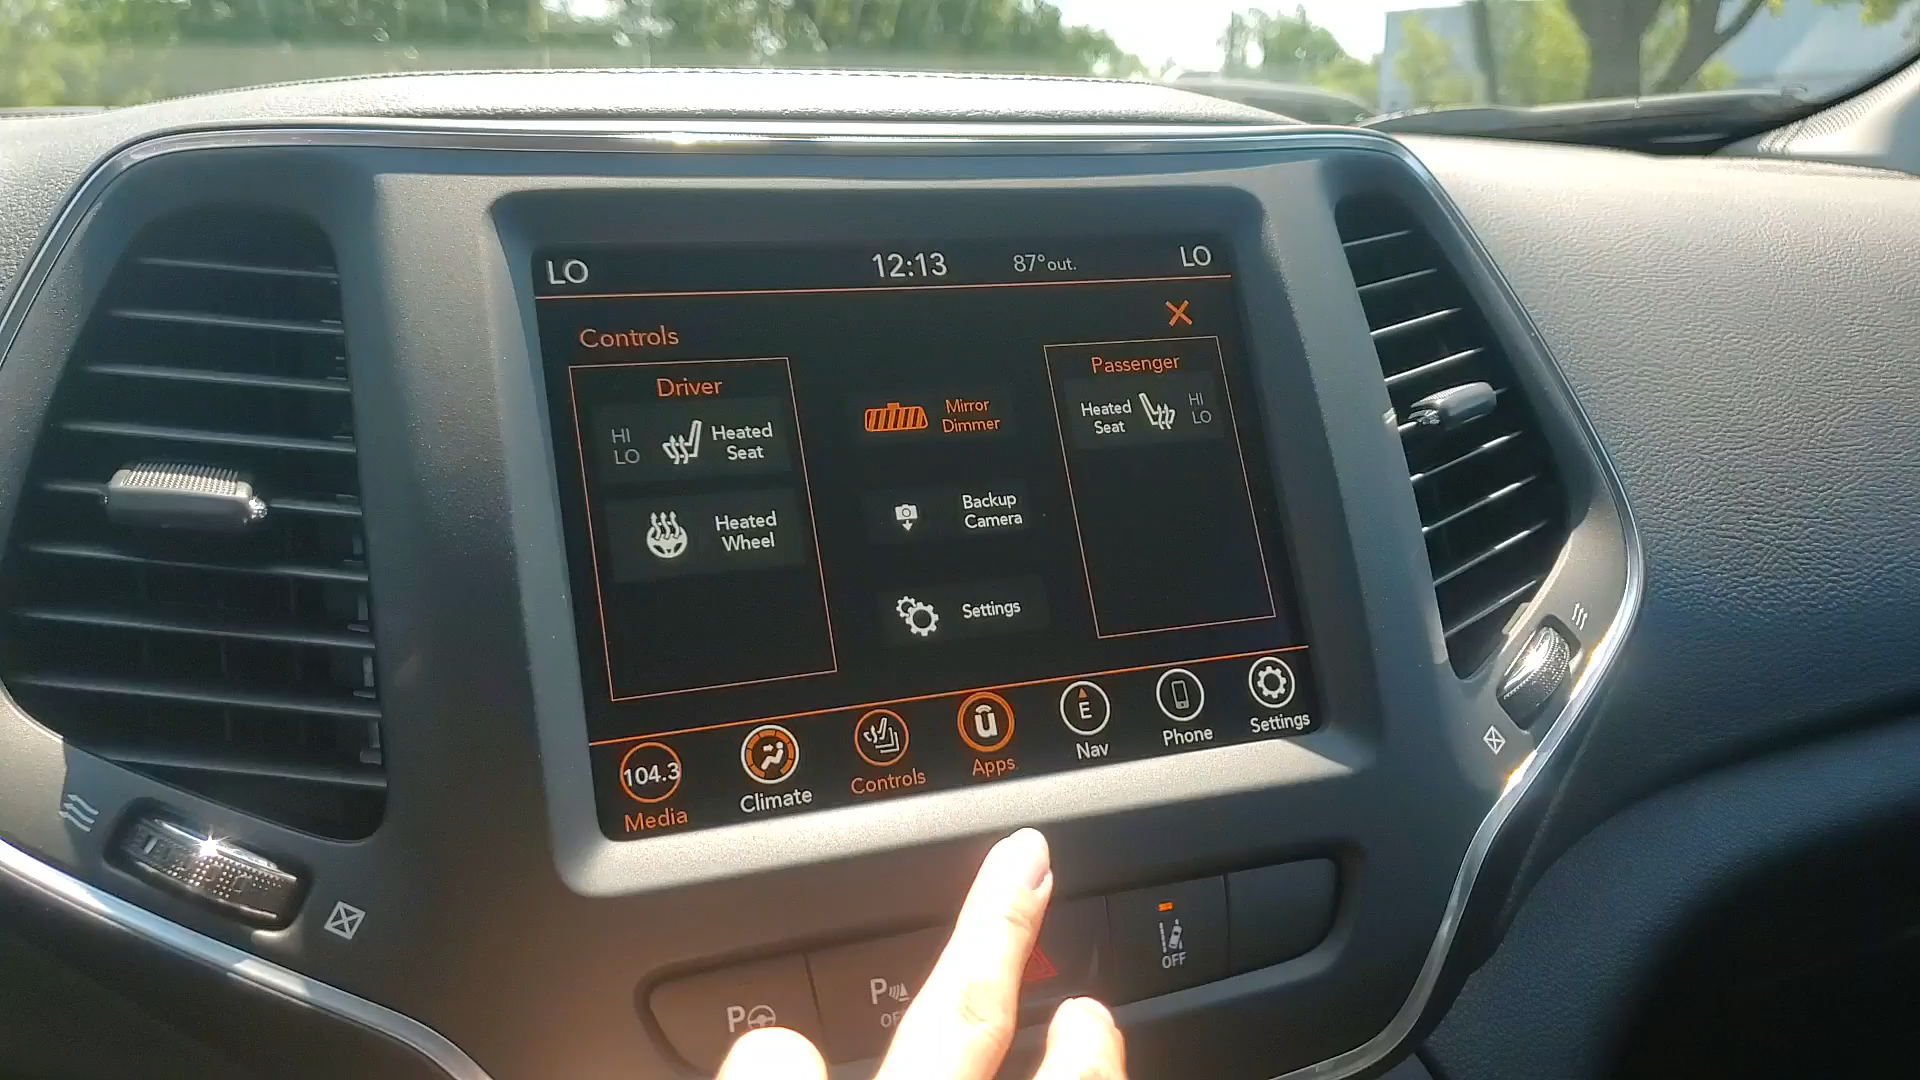 LO
12:13
87° out.
LO
Controls
Driver
HI
LO
Heated
Seat
Heated
Wheel
Mirror
Dimmer
Backup
Camera
Settings
Passenger
Heated
Seat
HI
LO
104.3
Media
Climate
Controls
Apps
E
Nav
Phone
Settings
P
P
OFF